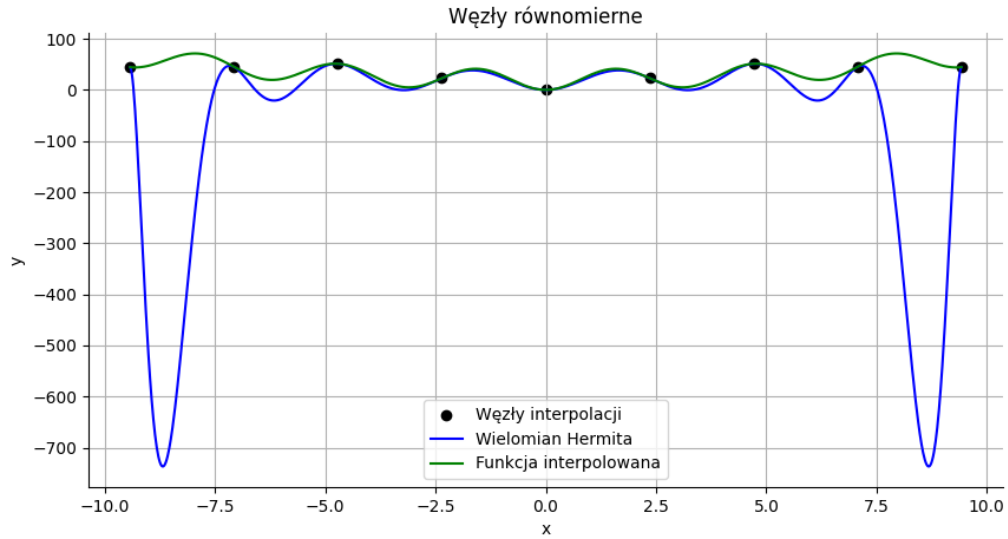 Węzły równomierne
100
0
−100
−200
−300
−400
−500
−600
−700
y
−10.0 −7.5 −5.0 −2.5 0.0 2.5 5.0 7.5 10.0
x
Węzły interpolacji
Wielomian Hermita
Funkcja interpolowana